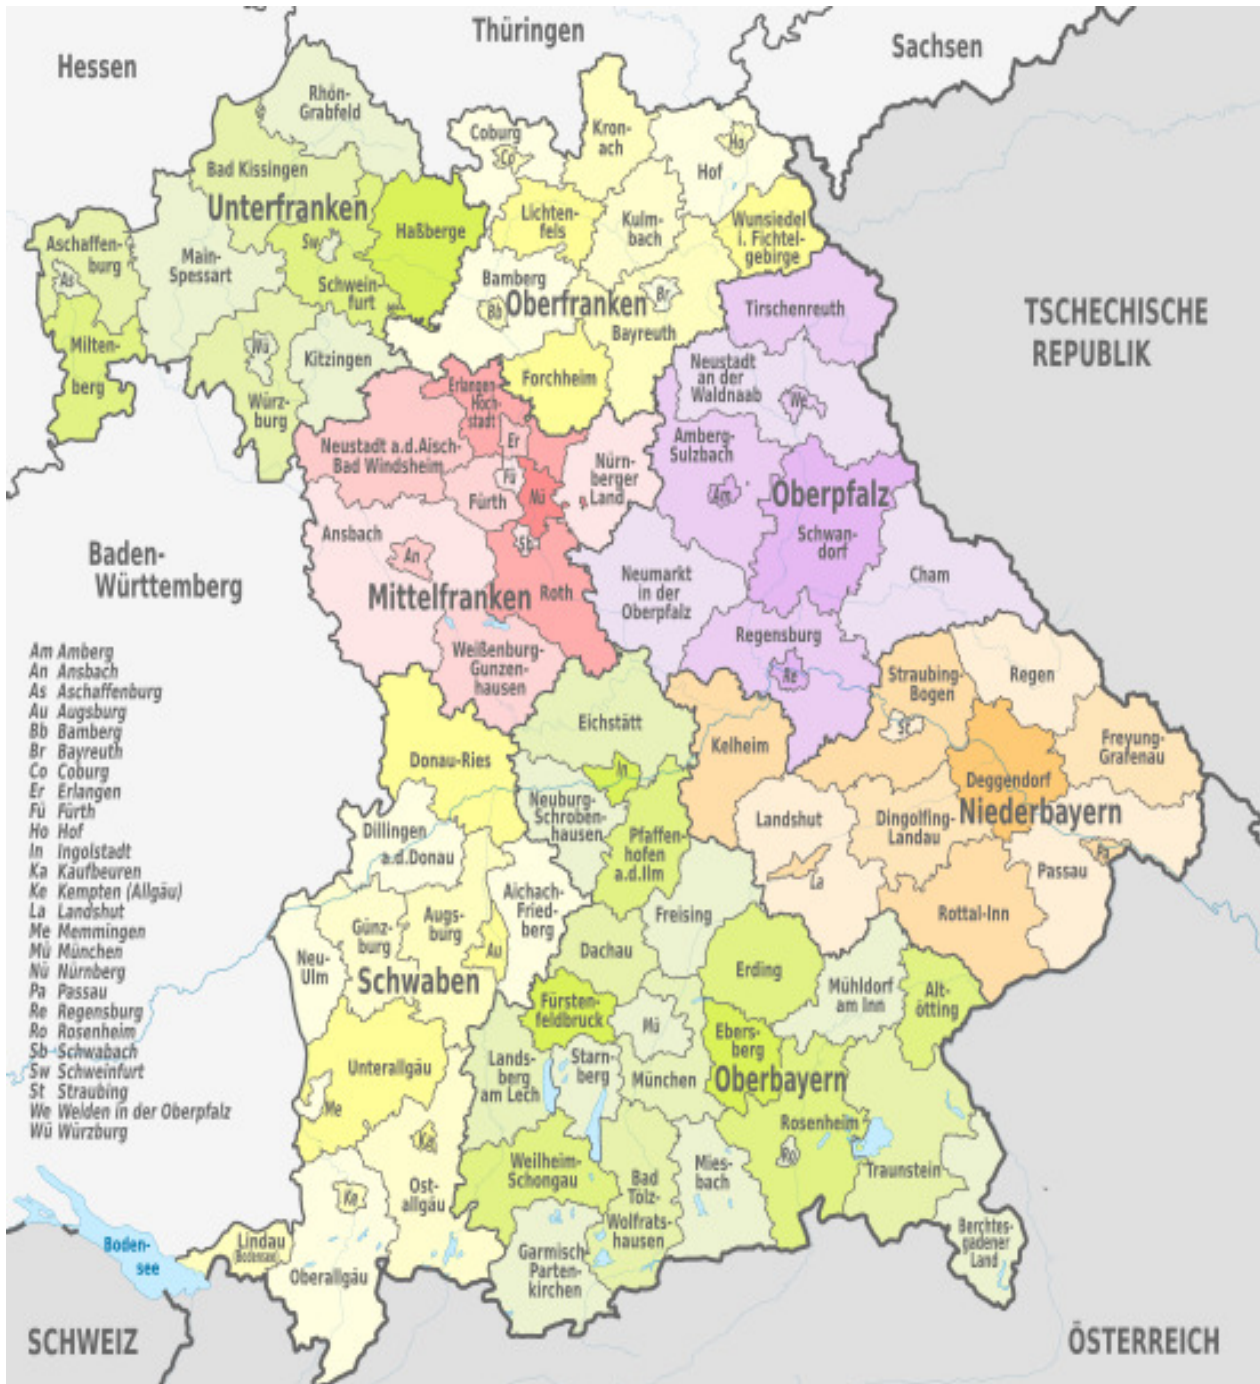 Thüringen
Sachsen
Hessen
Rhön-
Grabfeld
Coburg
Co
Kron-
ach
Ho
Hof
Bad Kissingen
Unterfranken
Haßberge
Lichten-
fels
Kulm-
bach
Wunsiedel
i. Fichtel-
gebirge
Aschaffen-
burg
As
Main-
Spessart
Sw
Schwein-
furt
Bamberg
Bb
Oberfranken
Br
Bayreuth
Tirschenreuth
TSCHECHISCHE
REPUBLIK
Milten-
berg
Wü
Würz-
burg
Kitzingen
Forchheim
Erlangen-
Höch-
stadt
Er
Neustadt
an der
Waldnaab
We
Neustadt a.d.Aisch-
Bad Windsheim
Fü
Fürth
Nü
Nürn-
berger
Land
Amberg-
Sulzbach
Am
Oberpfalz
Schwan-
dorf
Ansbach
An
Sb
Baden-
Württemberg
Mittelfranken
Roth
Neumarkt
in der
Oberpfalz
Cham
Regensburg
Re
Weißenburg-
Gunzen-
hausen
Straubing-
Bogen
St
Regen
Am Amberg
An Ansbach
As Aschaffenburg
Au Augsburg
Bb Bamberg
Br Bayreuth
Co Coburg
Er Erlangen
Fü Fürth
Ho Hof
In Ingolstadt
Ka Kaufbeuren
Ke Kempten (Allgäu)
La Landshut
Me Memmingen
Mü München
Nü Nürnberg
Pa Passau
Re Regensburg
Ro Rosenheim
Sb Schwabach
Sw Schweinfurt
St Straubing
We Weiden in der Oberpfalz
Wü Würzburg
Eichstätt
Donau-Ries
In
Kelheim
Freyung-
Grafenau
Deggendorf
Niederbayern
Neuburg-
Schroben-
hausen
Pfaffen-
hofen
a.d.Ilm
Landshut
La
Dingolfing-
Landau
Pa
Passau
Dillingen
a.d.Donau
Aichach-
Fried-
berg
Freising
Rottal-Inn
Günz-
burg
Augs-
burg
Au
Neu-
Ulm
Schwaben
Dachau
Erding
Mühldorf
am Inn
Alt-
ötting
Fürsten-
feldbruck
Mü
München
Ebers-
berg
Oberbayern
Unterallgäu
Me
Lands-
berg
am Lech
Starn-
berg
Rosenheim
Ro
Traunstein
Ka
Ost-
allgäu
Weilheim-
Schongau
Bad
Tölz-
Wolfrats-
hausen
Mies-
bach
Ke
Berchtes-
gadener
Land
Boden-
see
Lindau
(Bodensee)
Oberallgäu
Garmisch-
Parten-
kirchen
SCHWEIZ
ÖSTERREICH